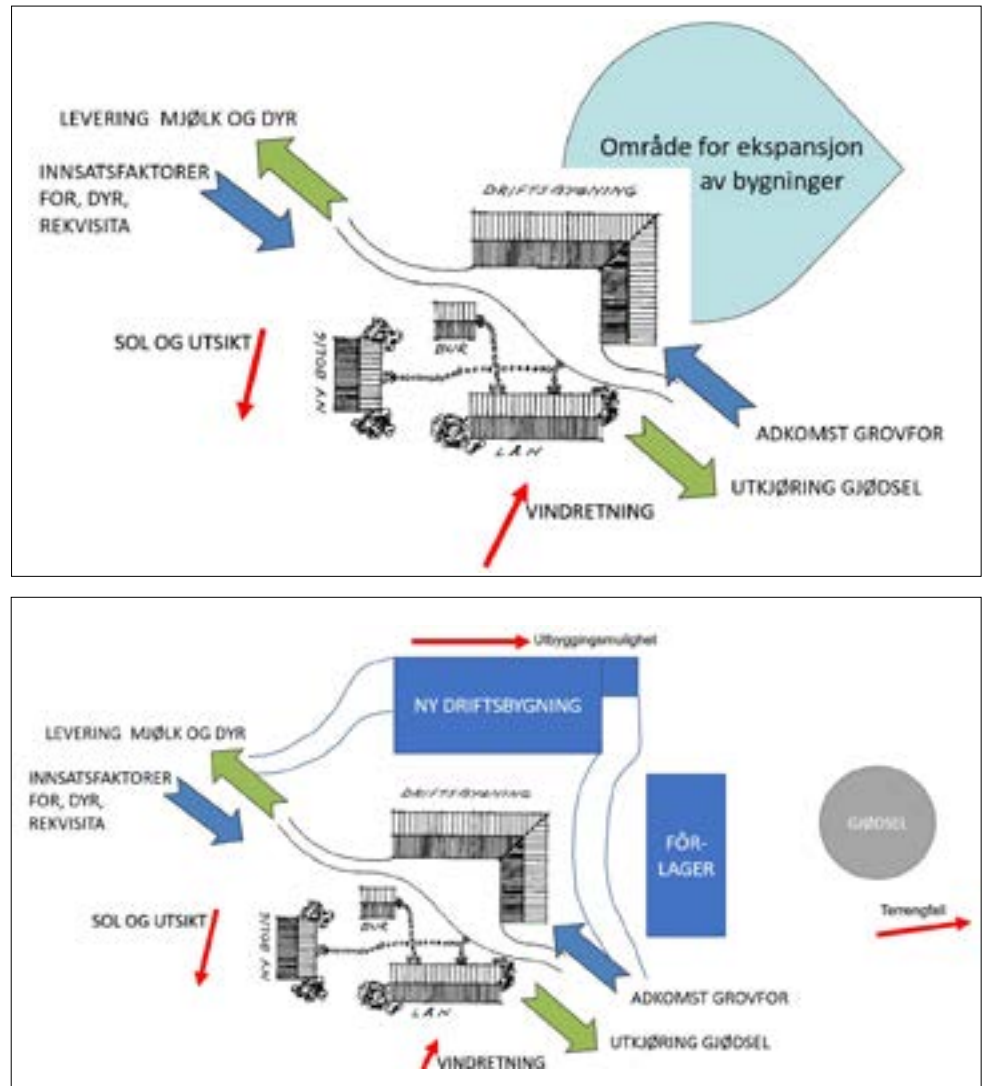 LEVERING MJØLK OG DYR
INNSATSFAKTORER
FOR, DYR,
REKVISITA
Område for ekspansjon
av bygninger
DRIFTSBYGNING
SOL OG UTSIKT
NY BOLIG
BUR
LÅN
ADKOMST GROVFOR
UTKJØRING GJØDSEL
VINDRETNING
Utbyggingsmulighet
NY DRIFTSBYGNING
LEVERING MJØLK OG DYR
INNSATSFAKTORER
FOR, DYR,
REKVISITA
DRIFTSBYGNING
FÔR-
LAGER
GJØDSEL
Terrengfall
SOL OG UTSIKT
NY BOLIG
BUR
LÅN
ADKOMST GROVFOR
UTKJØRING GJØDSEL
VINDRETNING